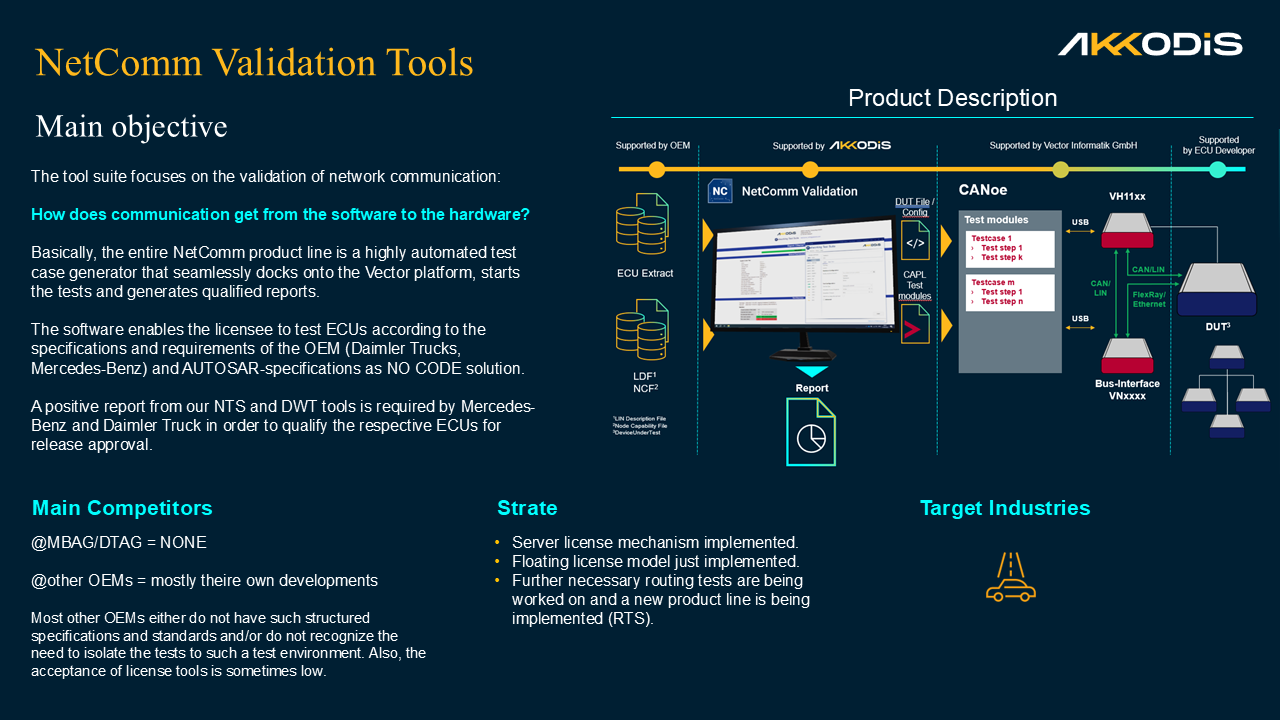 NetComm Validation Tools
AKKODiS
Main objective
The tool suite focuses on the validation of network communication:
How does communication get from the software to the hardware?
Basically, the entire NetComm product line is a highly automated test
case generator that seamlessly docks onto the Vector platform, starts
the tests and generates qualified reports.
The software enables the licensee to test ECUs according to the
specifications and requirements of the OEM (Daimler Trucks,
Mercedes-Benz) and AUTOSAR-specifications as NO CODE solution.
A positive report from our NTS and DWT tools is required by Mercedes-
Benz and Daimler Truck in order to qualify the respective ECUs for
release approval.
Product Description
Supported by OEM
Supported by AKKODiS
Supported by Vector Informatik GmbH
Supported
by ECU Developer
NC
NetComm Validation
ECU Extract
LDF¹
NCF²
¹LIN Description File
²Node Capability File
³DeviceUnderTest
Report
DUT File /
Config
</>
CAPL
Test
modules
CANoe
Test modules
Testcase 1
› Test step 1
› Test step k
Testcase m
› Test step 1
› Test step n
USB
USB
VH11xx
CAN/LIN
CAN/
LIN
FlexRay/
Ethernet
DUT³
Bus-Interface
VNxxxx
Main Competitors
@MBAG/DTAG = NONE
@other OEMs = mostly theire own developments
Most other OEMs either do not have such structured
specifications and standards and/or do not recognize the
need to isolate the tests to such a test environment. Also, the
acceptance of license tools is sometimes low.
Strate
• Server license mechanism implemented.
• Floating license model just implemented.
• Further necessary routing tests are being
worked on and a new product line is being
implemented (RTS).
Target Industries